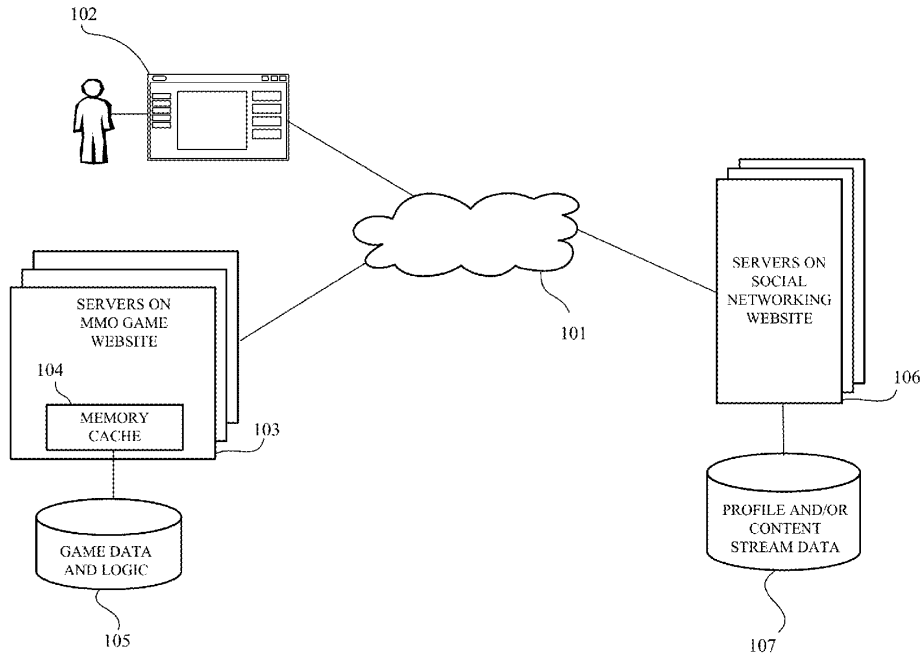 102
SERVERS ON
MMO GAME
WEBSITE
104
MEMORY
CACHE
103
GAME DATA
AND LOGIC
105
101
SERVERS ON
SOCIAL
NETWORKING
WEBSITE
106
PROFILE AND/OR
CONTENT
STREAM DATA
107